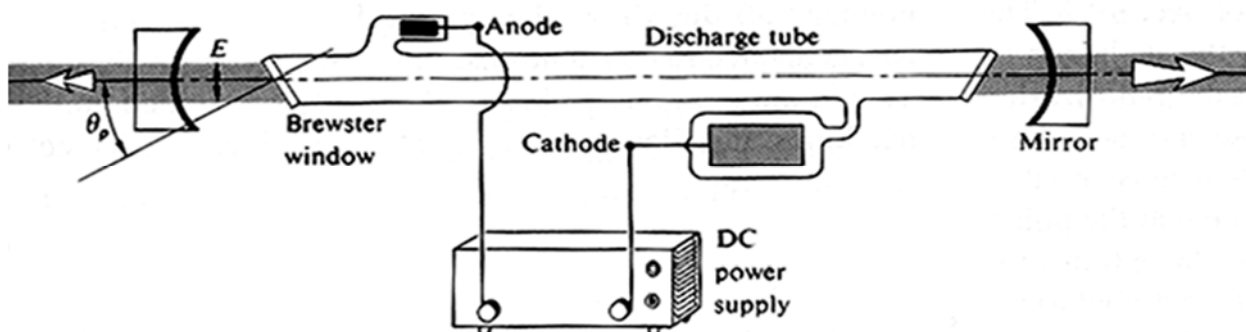 Anode
Discharge tube
E
θp
Brewster
window
Cathode
Mirror
DC
power
supply